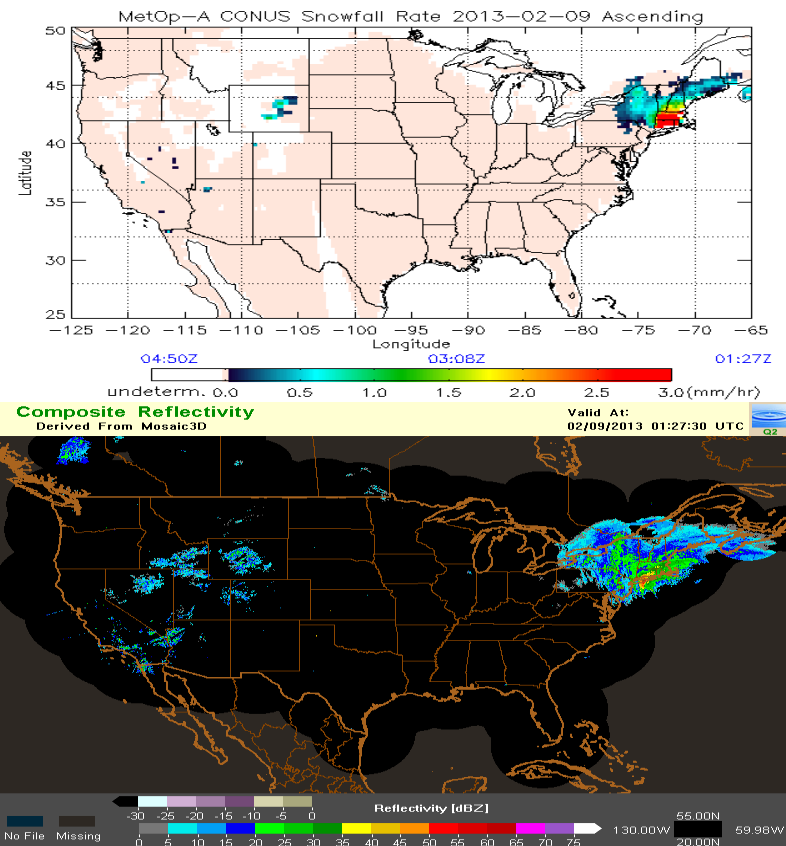 MetOp-A CONUS Snowfall Rate 2013-02-09 Ascending
50
45
40
35
30
25
Latitude
-125 -120 -115 -110 -105 -100 -95 -90 -85 -80 -75 -70 -65
Longitude
04:50Z 03:08Z 01:27Z
undeterm. 0.0 0.5 1.0 1.5 2.0 2.5 3.0 (mm/hr)
Composite Reflectivity
Derived From Mosaic3D
Valid At:
02/09/2013 01:27:30 UTC
Q2
-30 -25 -20 -15 -10 -5 0
Reflectivity [dBZ]
No File Missing
0 5 10 15 20 25 30 35 40 45 50 55 60 65 70 75
55.00N
130.00W 59.98W
20.00N